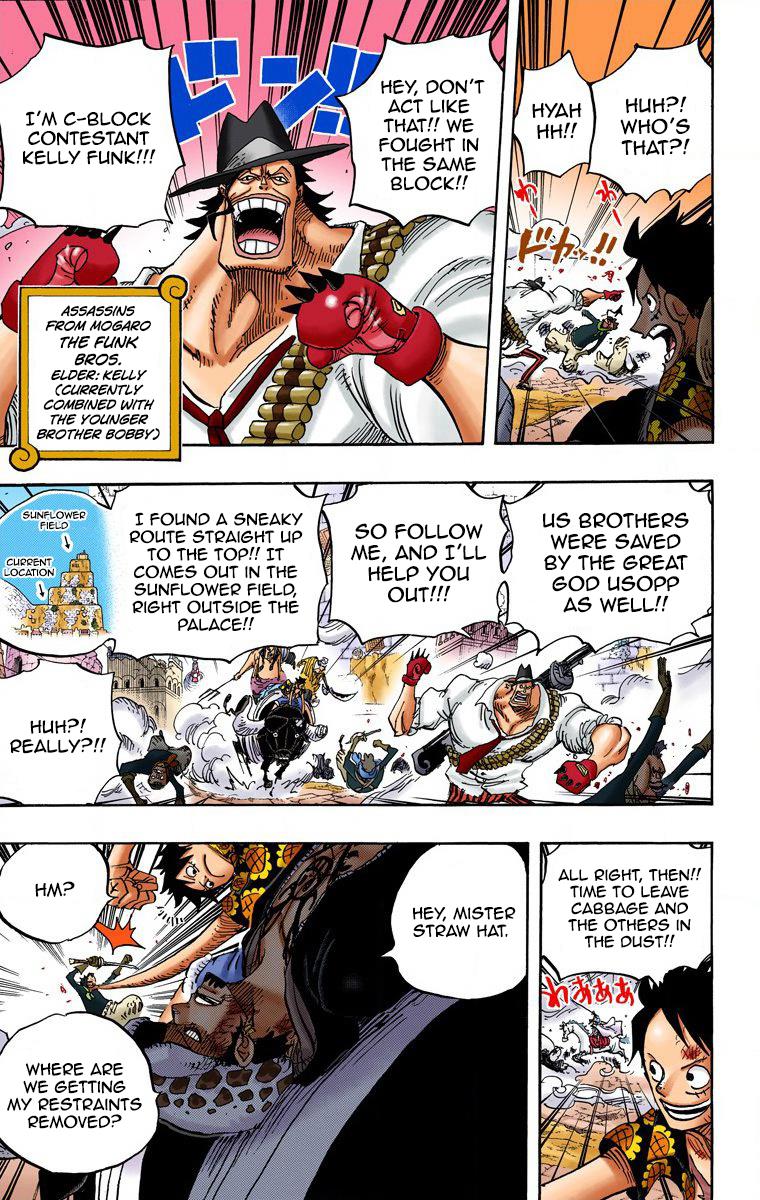 HUH?!
WHO'S
THAT?!
HYAH
HH!!
わー
わー
ドカッ!!
HEY, DON'T
ACT LIKE
THAT!! WE
FOUGHT IN
THE SAME
BLOCK!!
ドン!!
I'M C-BLOCK
CONTESTANT
KELLY FUNK!!!
ASSASSINS
FROM MOGARO
THE FUNK
BROS.
ELDER: KELLY
(CURRENTLY
COMBINED WITH
THE YOUNGER
BROTHER BOBBY)
US BROTHERS
WERE SAVED
BY THE GREAT
GOD USOPP
AS WELL!!
SO FOLLOW
ME, AND I'LL
HELP YOU
OUT!!!
I FOUND A SNEAKY
ROUTE STRAIGHT UP
TO THE TOP!! IT
COMES OUT IN THE
SUNFLOWER FIELD,
RIGHT OUTSIDE THE
PALACE!!
SUNFLOWER
FIELD
CURRENT
LOCATION
HUH?!
REALLY?!!
ALL RIGHT, THEN!!
TIME TO LEAVE
CABBAGE AND
THE OTHERS IN
THE DUST!!
わああああ
HEY, MISTER
STRAW HAT.
HM?
WHERE ARE
WE GETTING
MY RESTRAINTS
REMOVED?